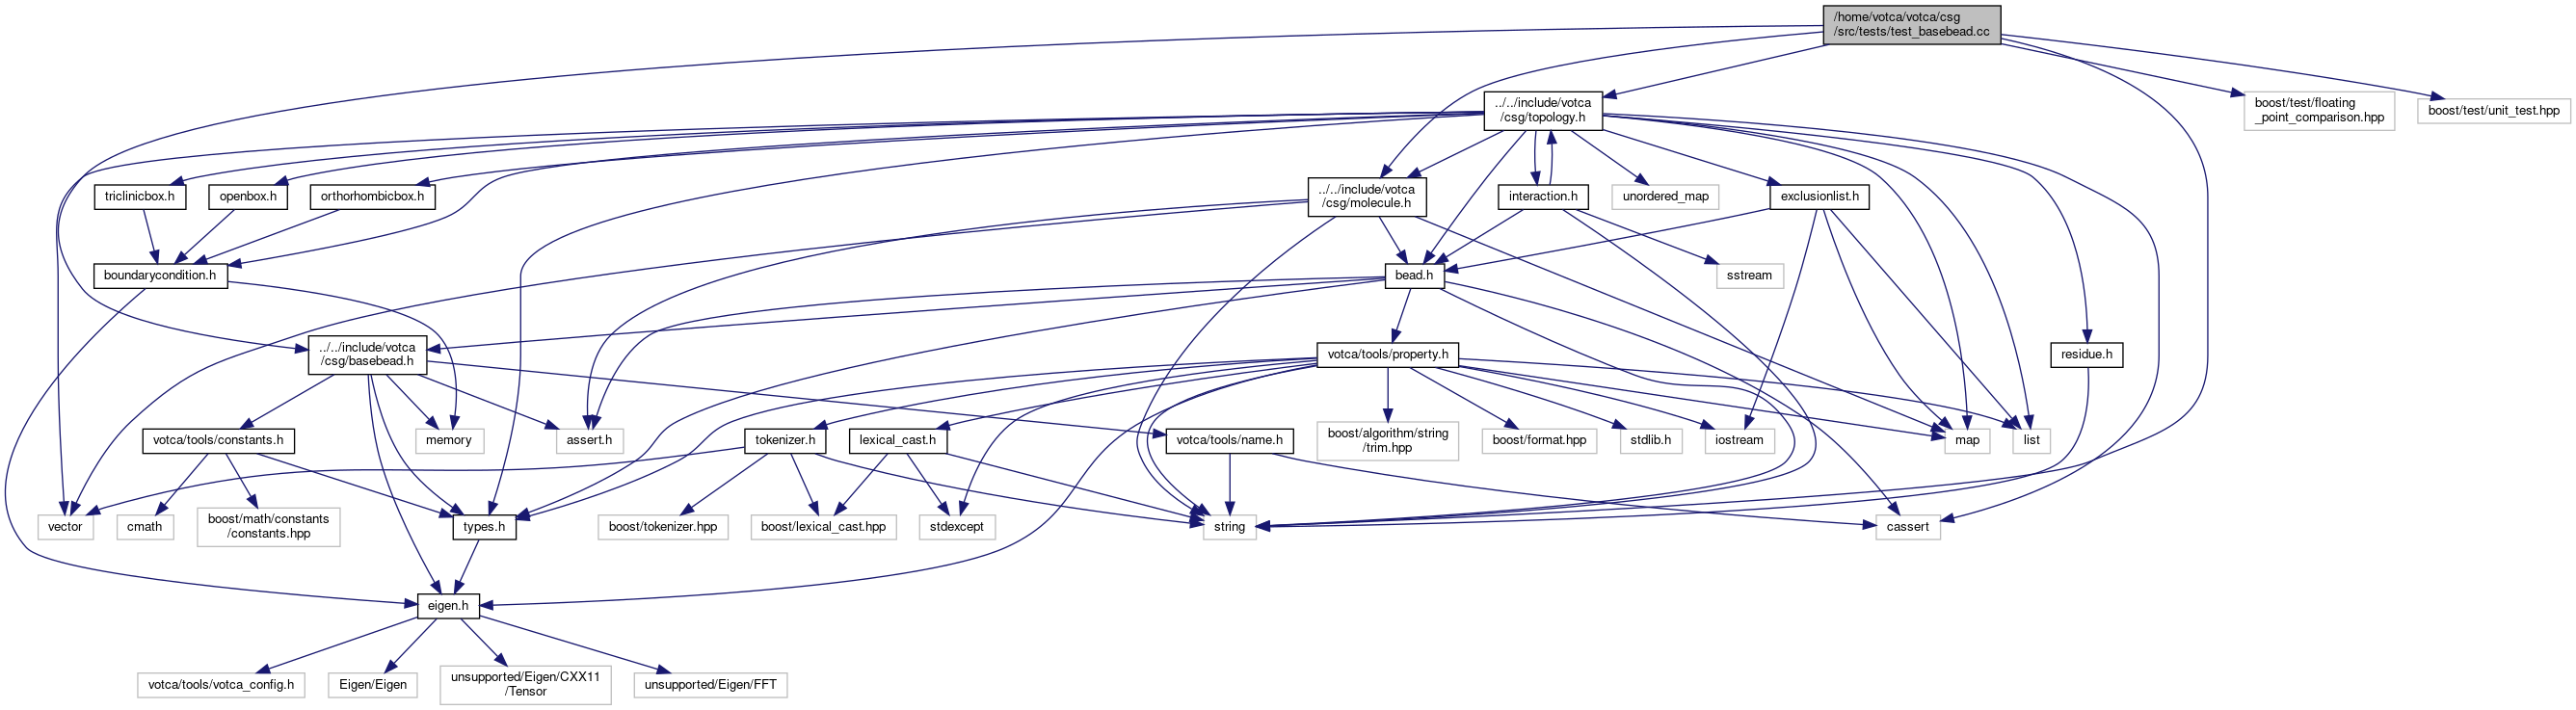 /home/votca/votca/csg
/src/tests/test_basebead.cc
../../include/votca
/csg/topology.h
boost/test/floating
_point_comparison.hpp
boost/test/unit_test.hpp
triclinicbox.h
openbox.h
orthorhombicbox.h
../../include/votca
/csg/molecule.h
interaction.h
unordered_map
exclusionlist.h
boundarycondition.h
bead.h
sstream
../../include/votca
/csg/basebead.h
votca/tools/property.h
residue.h
votca/tools/constants.h
memory
assert.h
tokenizer.h
lexical_cast.h
votca/tools/name.h
boost/algorithm/string
/trim.hpp
boost/format.hpp
stdlib.h
iostream
map
list
vector
cmath
boost/math/constants
/constants.hpp
types.h
boost/tokenizer.hpp
boost/lexical_cast.hpp
stdexcept
string
cassert
eigen.h
votca/tools/votca_config.h
Eigen/Eigen
unsupported/Eigen/CXX11
/Tensor
unsupported/Eigen/FFT